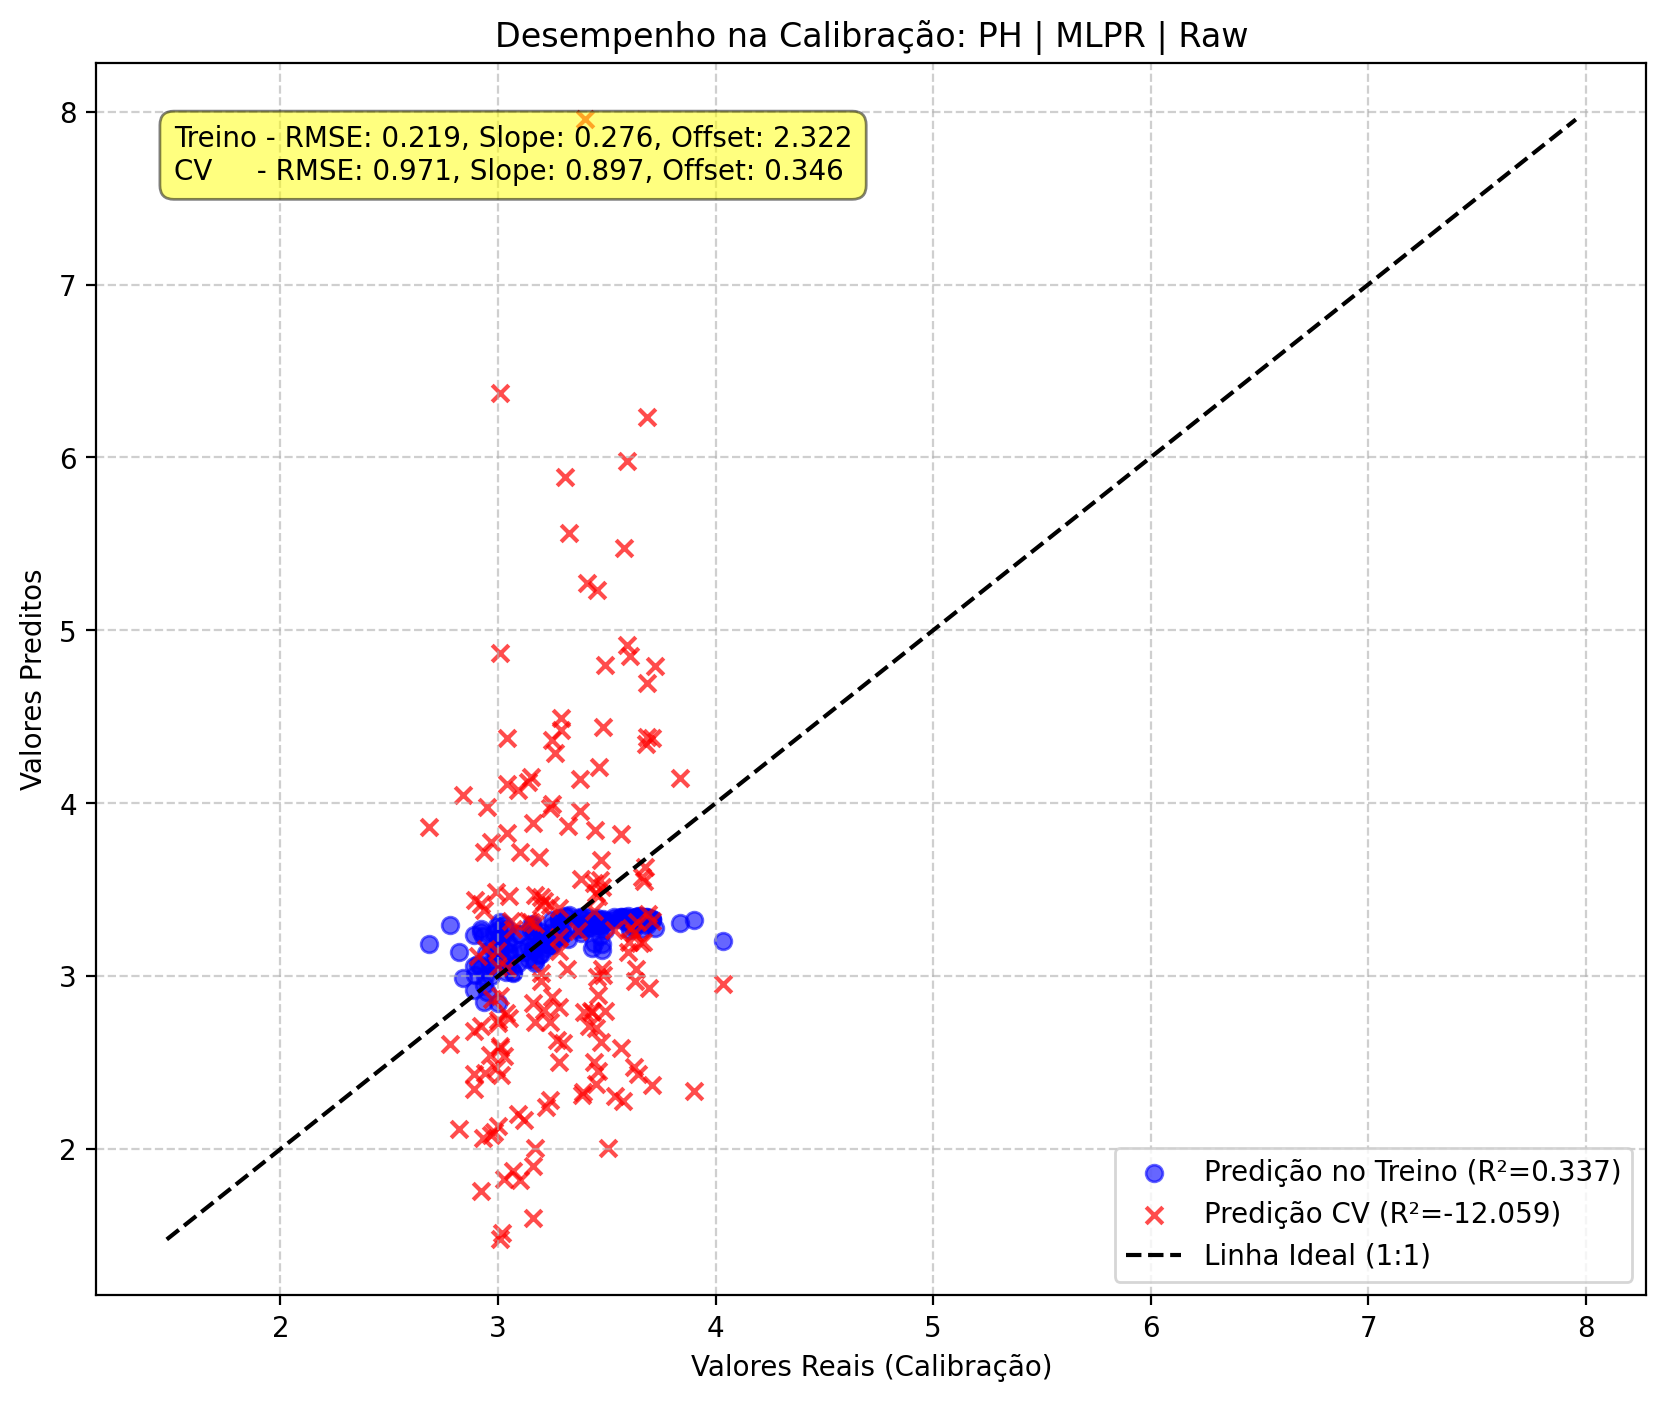 Desempenho na Calibração: PH | MLPR | Raw
Treino - RMSE: 0.219, Slope: 0.276, Offset: 2.322
CV - RMSE: 0.971, Slope: 0.897, Offset: 0.346
8
7
6
5
4
3
2
Valores Preditos
Predição no Treino (R²=0.337)
Predição CV (R²=-12.059)
Linha Ideal (1:1)
2 3 4 5 6 7 8
Valores Reais (Calibração)